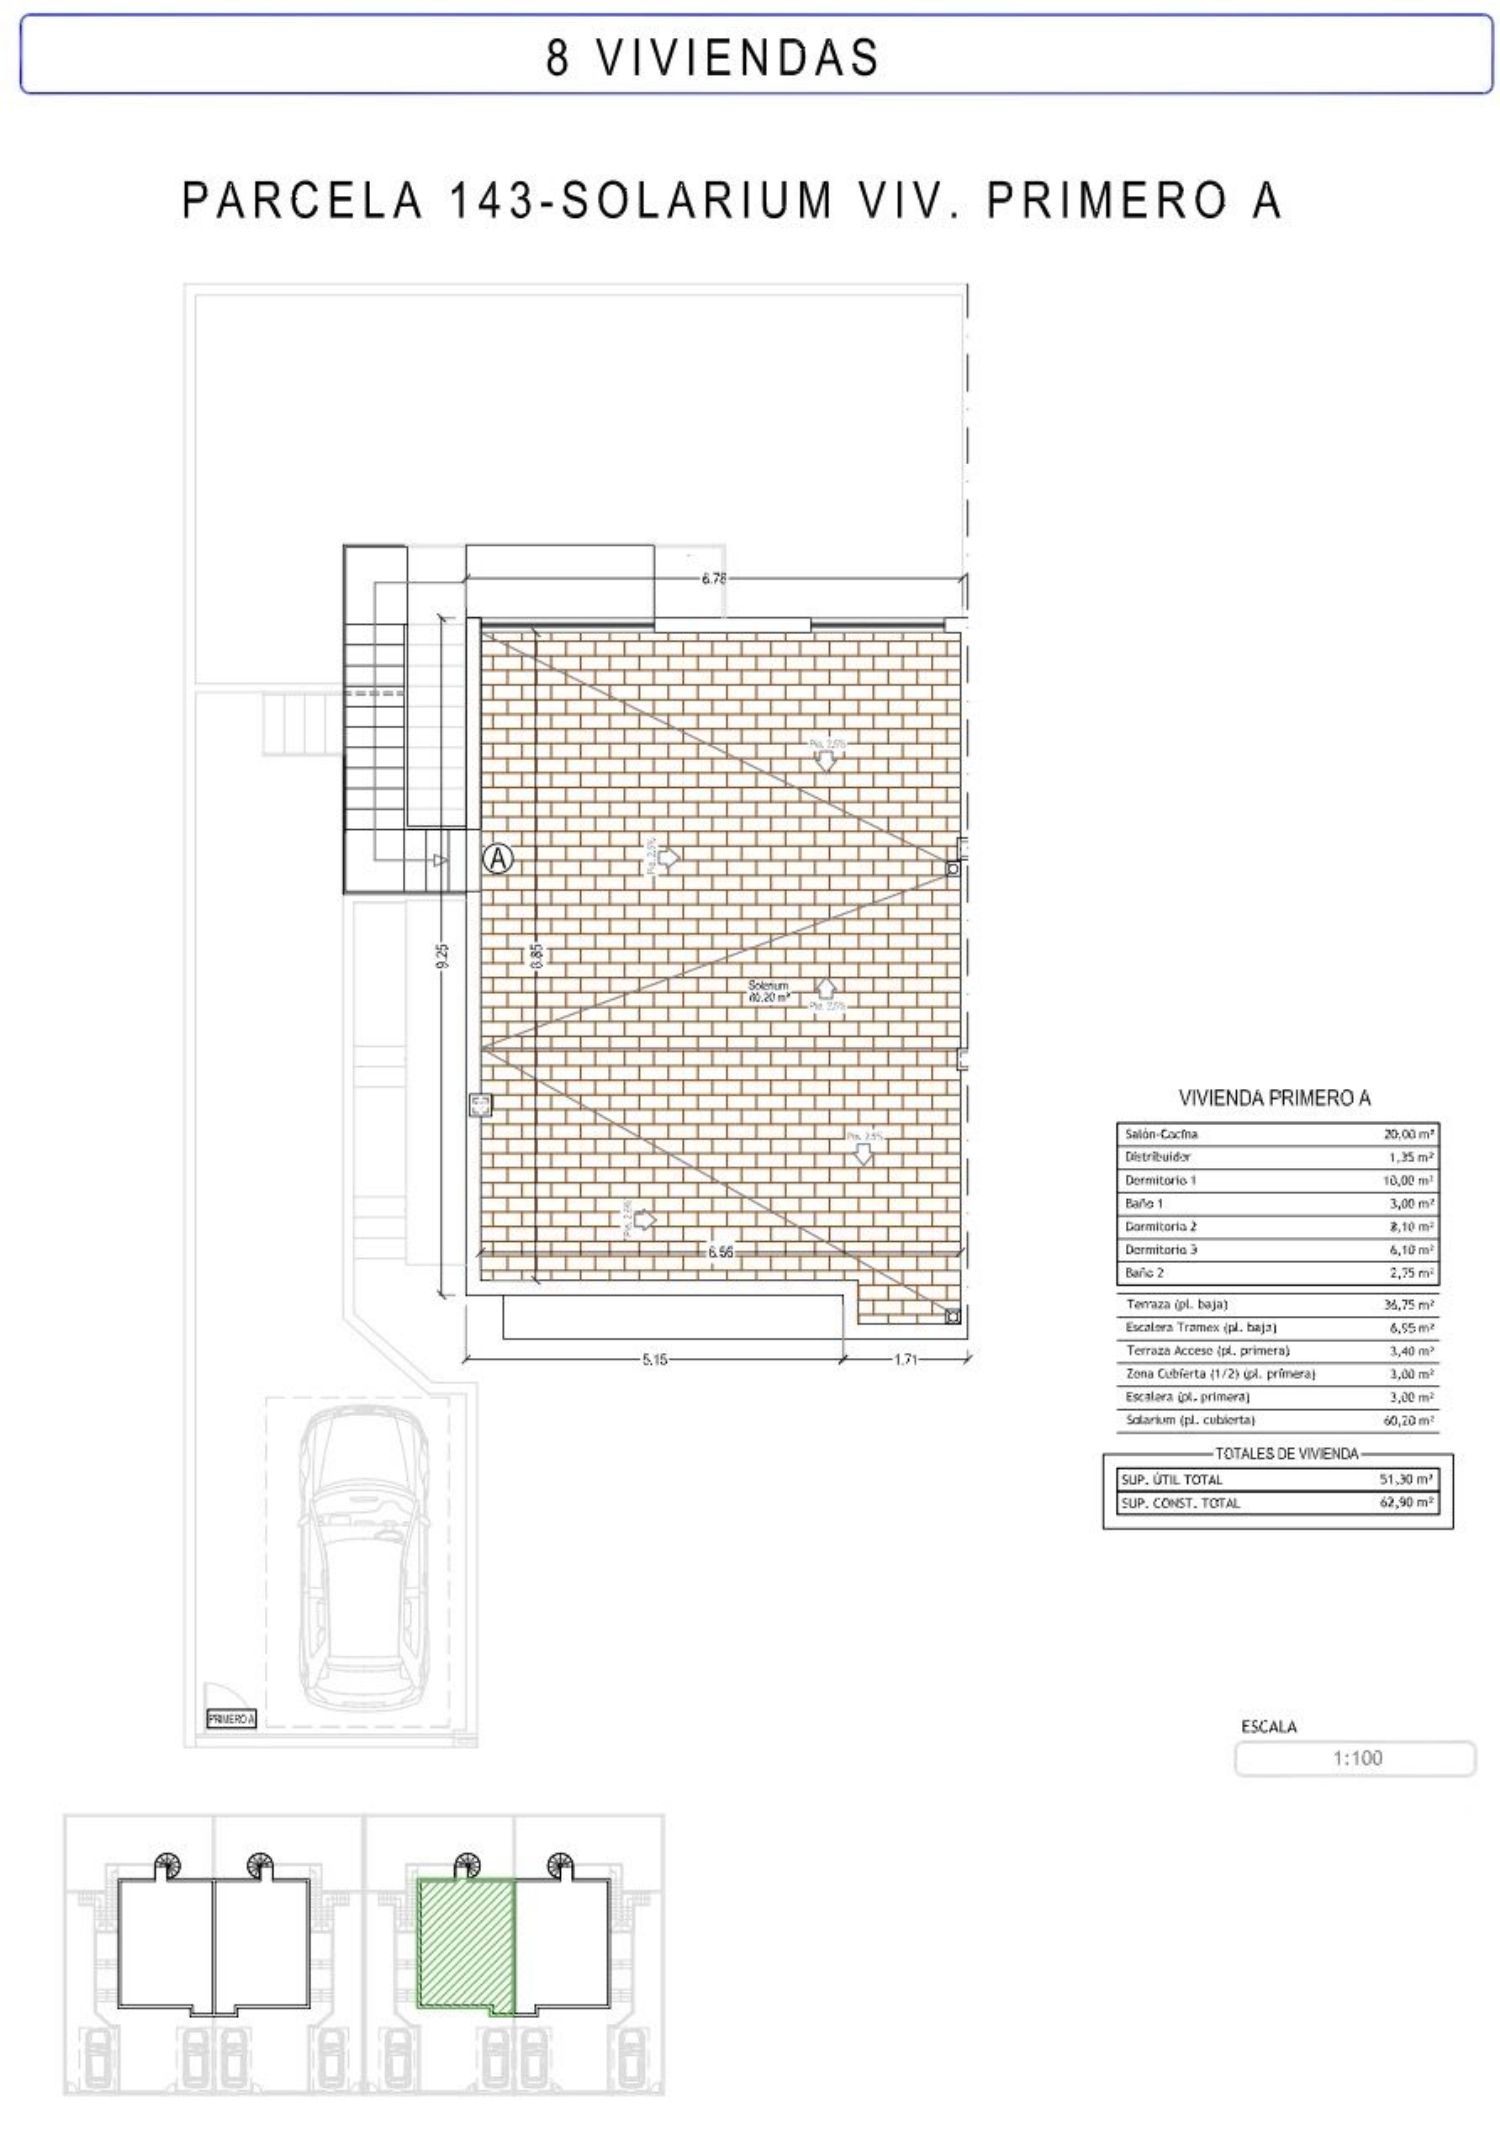 8 VIVIENDAS
PARCELA 143-SOLARIUM VIV. PRIMERO A
6.78
Pte. 2.5%
Pte. 2.5%
A
9.25
8.85
Solarium
60.20 m²
Pte. 2.5%
Pte. 2.5%
Pte. 2.5%
6.56
5.15
1.71
VIVIENDA PRIMERO A
Salón-Cocina 20,00 m²
Distribuidor 1,35 m²
Dormitorio 1 10,00 m²
Baño 1 3,00 m²
Dormitorio 2 8,10 m²
Dormitorio 3 6,10 m²
Baño 2 2,75 m²
Terraza (pl. baja) 36,75 m²
Escalera Tramex (pl. baja) 6,55 m²
Terraza Acceso (pl. primera) 3,40 m²
Zona Cubierta (1/2) (pl. primera) 3,00 m²
Escalera (pl. primera) 3,00 m²
Solarium (pl. cubierta) 60,20 m²
TOTALES DE VIVIENDA
SUP. ÚTIL TOTAL 51,30 m²
SUP. CONST. TOTAL 62,90 m²
PRIMERO A
ESCALA
1:100